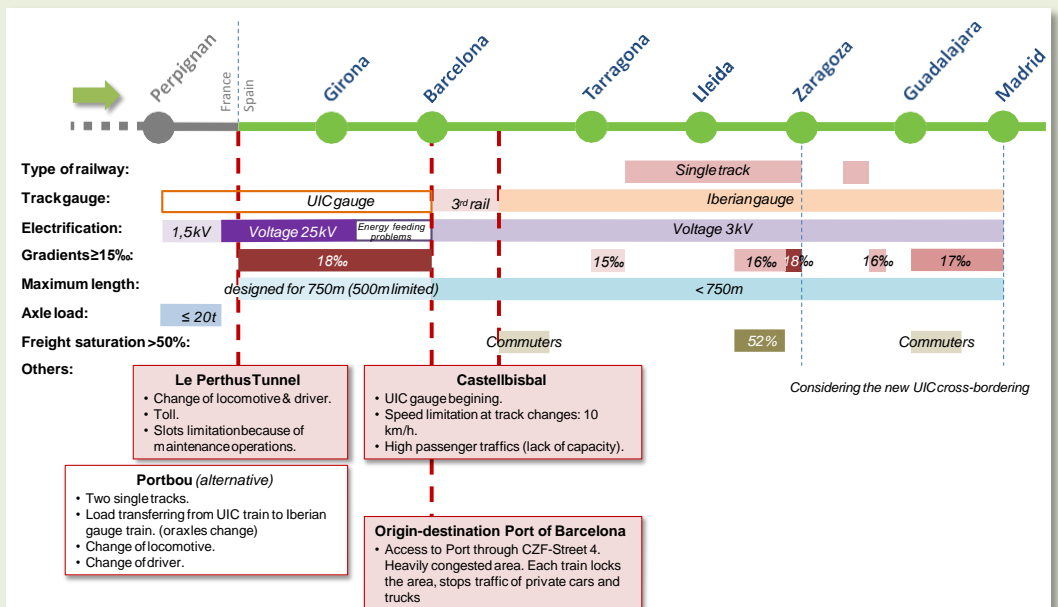 Perpignan
France
Spain
Girona
Barcelona
Tarragona
Lleida
Zaragoza
Guadalajara
Madrid
Type of railway:
Single track
Track gauge:
UIC gauge
3rd rail
Iberian gauge
Electrification:
1,5kV
Voltage 25kV
Energy feeding
problems
Voltage 3kV
Gradients≥15‰:
18‰
15‰
16‰
18‰
16‰
17‰
Maximum length:
designed for 750m (500m limited)
< 750m
Axle load:
≤ 20t
Freight saturation >50%:
Commuters
52%
Commuters
Others:
Considering the new UIC cross-bordering
Le Perthus Tunnel
• Change of locomotive & driver.
• Toll.
• Slots limitation because of
maintenance operations.
Castellbisbal
• UIC gauge begining.
• Speed limitation at track changes: 10
km/h.
• High passenger traffics (lack of capacity).
Portbou (alternative)
• Two single tracks.
• Load transferring from UIC train to Iberian
gauge train. (or axles change)
• Change of locomotive.
• Change of driver.
Origin-destination Port of Barcelona
• Access to Port through CZF-Street 4.
Heavily congested area. Each train locks
the area, stops traffic of private cars and
trucks